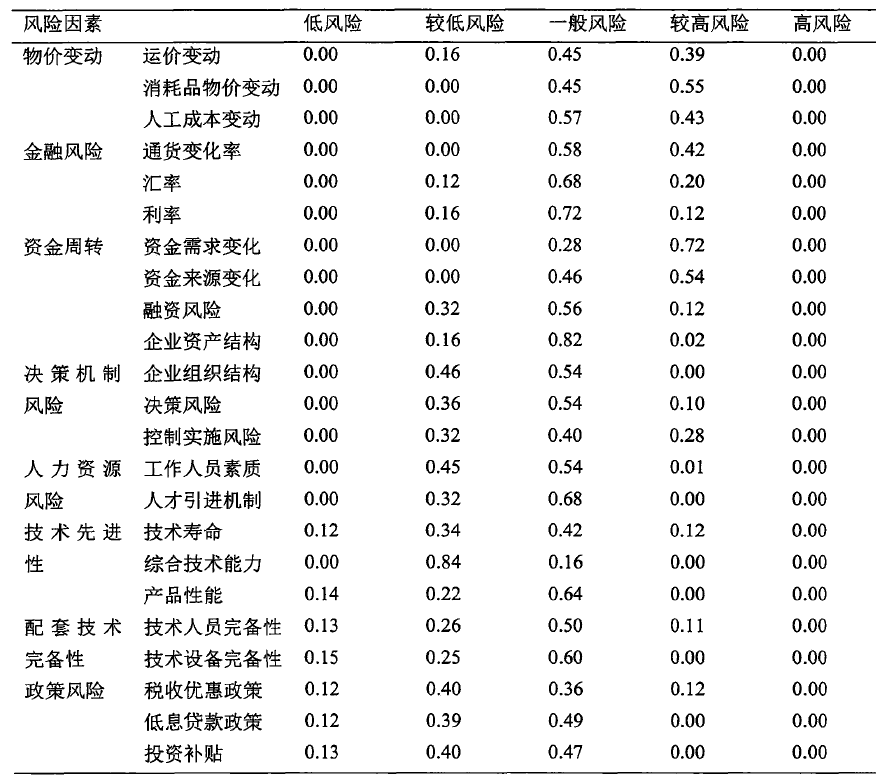 风险因素 低风险 较低风险 一般风险 较高风险 高风险
物价变动 运价变动 0.00 0.16 0.45 0.39 0.00
消耗品物价变动 0.00 0.00 0.45 0.55 0.00
人工成本变动 0.00 0.00 0.57 0.43 0.00
金融风险 通货变化率 0.00 0.00 0.58 0.42 0.00
汇率 0.00 0.12 0.68 0.20 0.00
利率 0.00 0.16 0.72 0.12 0.00
资金周转 资金需求变化 0.00 0.00 0.28 0.72 0.00
资金来源变化 0.00 0.00 0.46 0.54 0.00
融资风险 0.00 0.32 0.56 0.12 0.00
企业资产结构 0.00 0.16 0.82 0.02 0.00
决策机制 企业组织结构 0.00 0.46 0.54 0.00 0.00
风险 决策风险 0.00 0.36 0.54 0.10 0.00
控制实施风险 0.00 0.32 0.40 0.28 0.00
人力资源 工作人员素质 0.00 0.45 0.54 0.01 0.00
风险 人才引进机制 0.00 0.32 0.68 0.00 0.00
技术先进 技术寿命 0.12 0.34 0.42 0.12 0.00
性 综合技术能力 0.00 0.84 0.16 0.00 0.00
产品性能 0.14 0.22 0.64 0.00 0.00
配套技术 技术人员完备性 0.13 0.26 0.50 0.11 0.00
完备性 技术设备完备性 0.15 0.25 0.60 0.00 0.00
政策风险 税收优惠政策 0.12 0.40 0.36 0.12 0.00
低息贷款政策 0.12 0.39 0.49 0.00 0.00
投资补贴 0.13 0.40 0.47 0.00 0.00